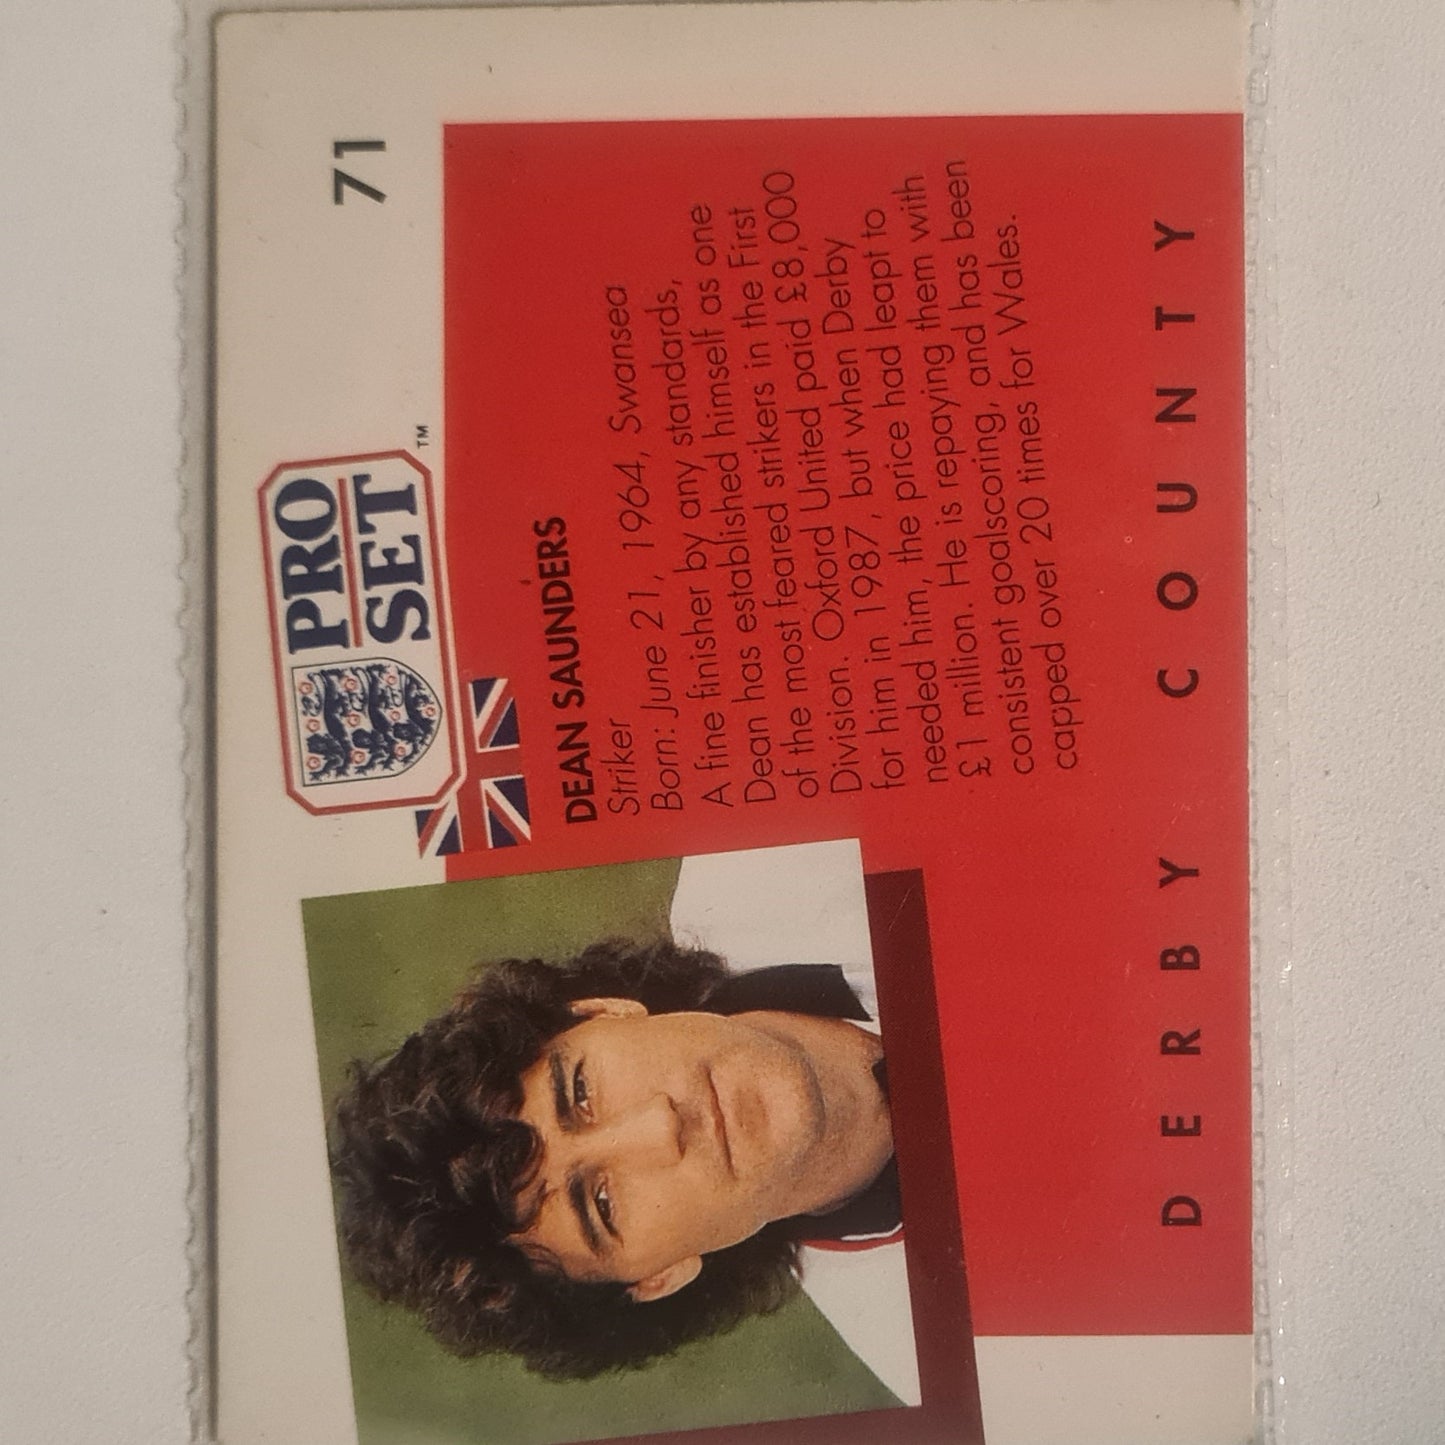 PRO
SET
TM
71
DEAN SAUNDERS
Striker
Born: June 21, 1964, Swansea
A fine finisher by any standards,
Dean has established himself as one
of the most feared strikers in the First
Division. Oxford United paid £8,000
for him in 1987, but when Derby
needed him, the price had leapt to
£1 million. He is repaying them with
consistent goalscoring, and has been
capped over 20 times for Wales.
DERBY COUNTY